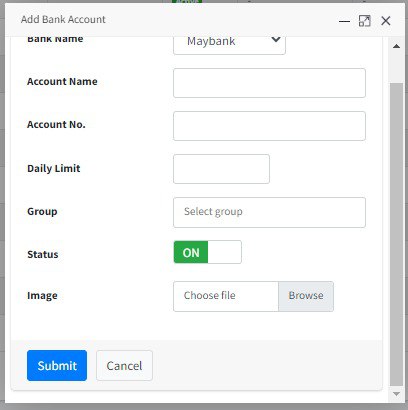 Add Bank Account
Bank Name
Maybank
Account Name
Account No.
Daily Limit
Group
Select group
Status
ON
Image
Choose file
Browse
Submit
Cancel